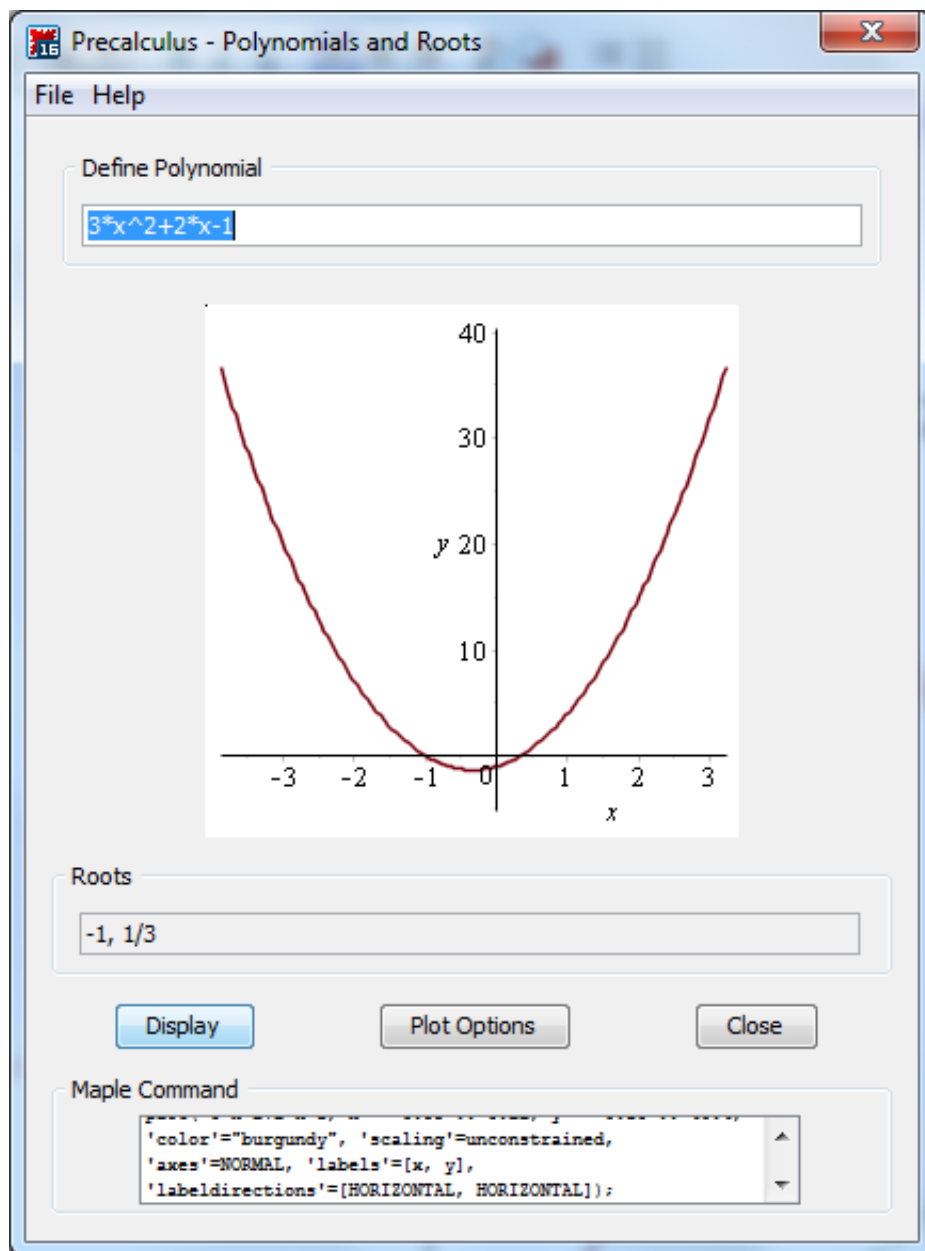 16 Precalculus - Polynomials and Roots
x
File Help
Define Polynomial
3*x^2+2*x-1
40
30
y 20
10
-3 -2 -1 0 1 2 3
x
Roots
-1, 1/3
Display Plot Options Close
Maple Command
'color'="burgundy", 'scaling'=unconstrained,
'axes'=NORMAL, 'labels'=[x, y],
'labeldirections'=[HORIZONTAL, HORIZONTAL]);